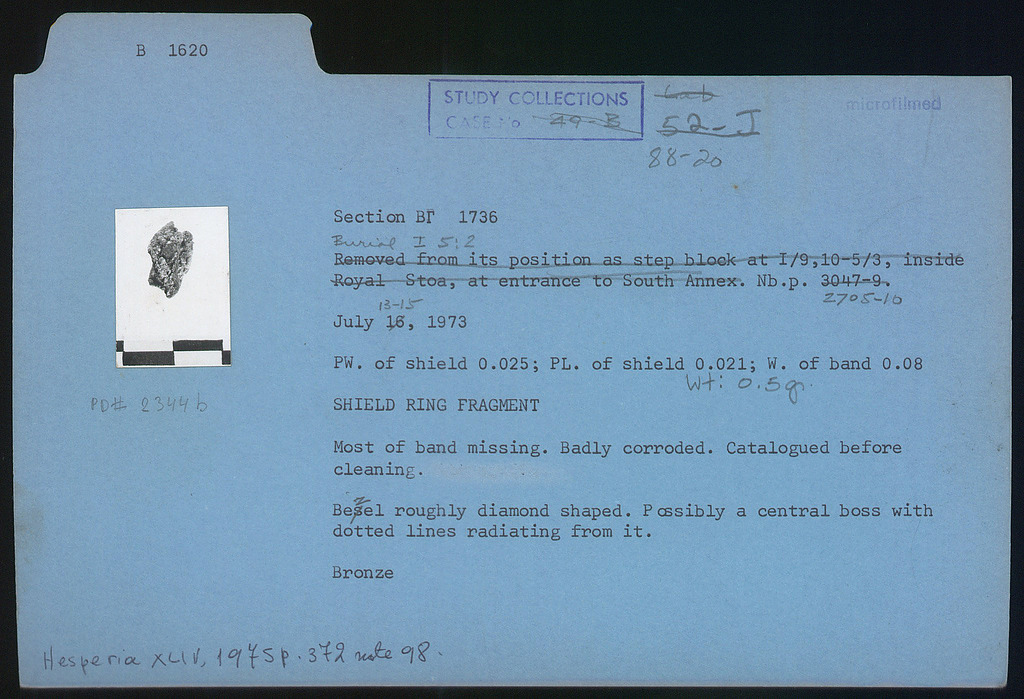 B 1620
STUDY COLLECTIONS
CASE No 49-B
Lab
52-I
88-20
microfilmed
Section BΓ 1736
Burial I 5:2
Removed from its position as step block at I/9,10-5/3, inside
Royal Stoa, at entrance to South Annex. Nb.p. 3047-9.
2705-10
13-15
July 16, 1973
PW. of shield 0.025; PL. of shield 0.021; W. of band 0.08
Wt: 0.5 gr.
PD# 2344b
SHIELD RING FRAGMENT
Most of band missing. Badly corroded. Catalogued before
cleaning.
Bezel roughly diamond shaped. Possibly a central boss with
dotted lines radiating from it.
Bronze
Hesperia XLIV, 1975 p. 372 note 98.